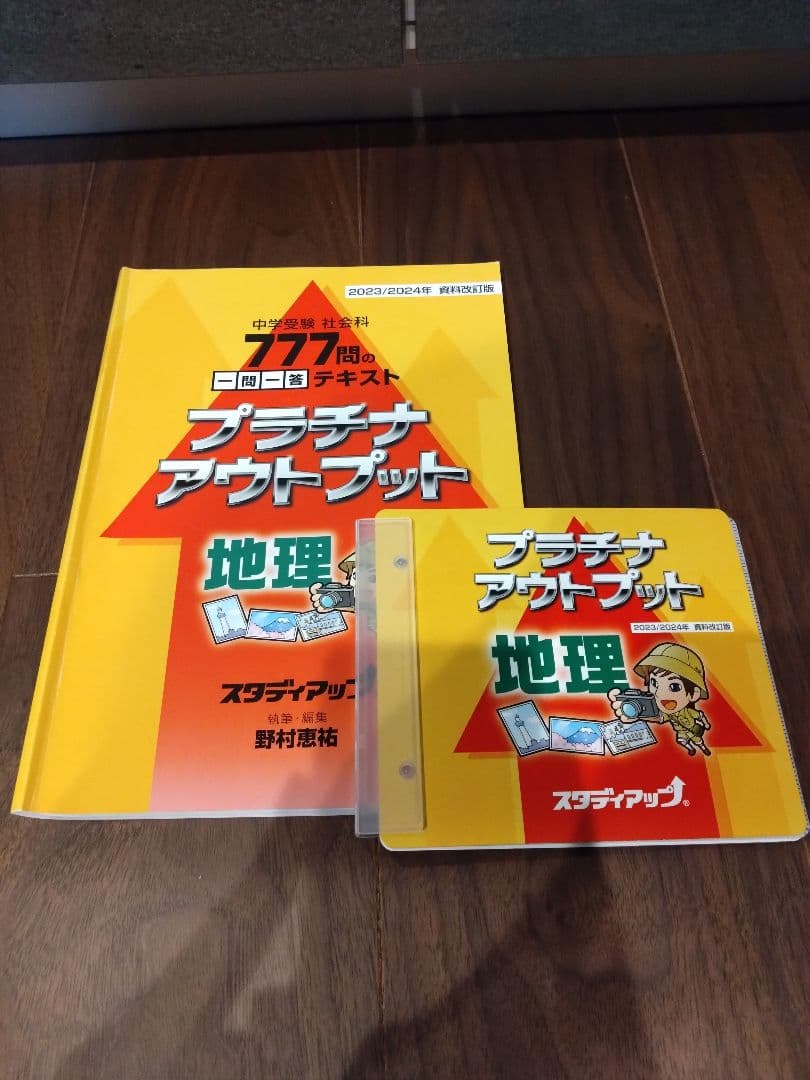 2023/2024年 資料改訂版
中学受験 社会科
777問の
一問一答 テキスト
プラチナ
アウトプット
地理
スタディアップ
執筆・編集
野村恵祐
プラチナ
アウトプット
2023/2024年 資料改訂版
地理
スタディアップ®